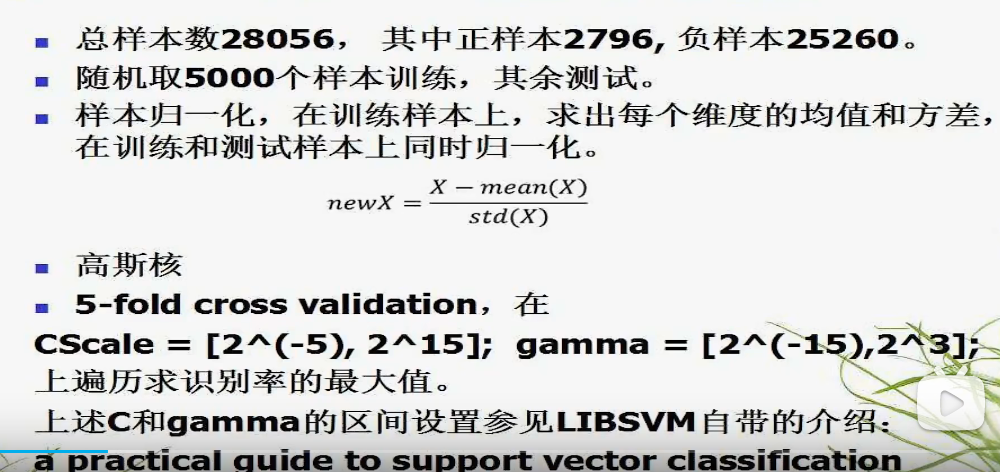 总样本数28056， 其中正样本2796, 负样本25260。
随机取5000个样本训练，其余测试。
样本归一化，在训练样本上，求出每个维度的均值和方差，
在训练和测试样本上同时归一化。
newX = (X − mean(X)) / std(X)
高斯核
5-fold cross validation，在
CScale = [2^(-5), 2^15]; gamma = [2^(-15),2^3];
上遍历求识别率的最大值。
上述C和gamma的区间设置参见LIBSVM自带的介绍：
a practical guide to support vector classification